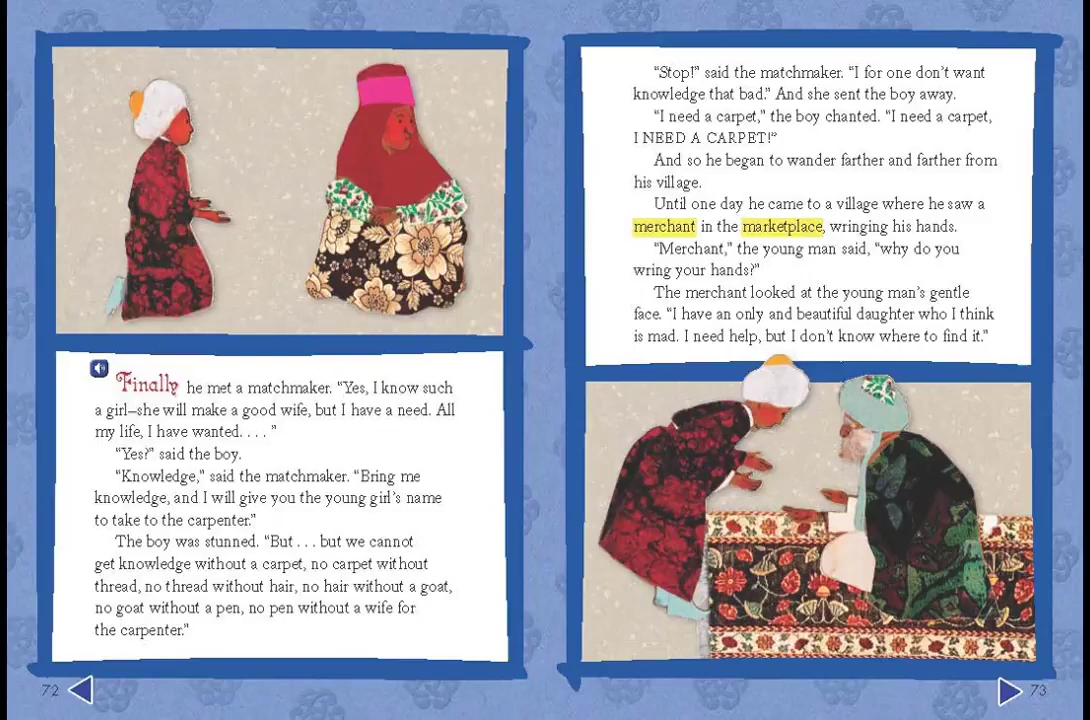 Finally he met a matchmaker. “Yes, I know such
a girl–she will make a good wife, but I have a need. All
my life, I have wanted. . . . ”
“Yes?” said the boy.
“Knowledge,” said the matchmaker. “Bring me
knowledge, and I will give you the young girl’s name
to take to the carpenter.”
The boy was stunned. “But . . . but we cannot
get knowledge without a carpet, no carpet without
thread, no thread without hair, no hair without a goat,
no goat without a pen, no pen without a wife for
the carpenter.”
72
“Stop!” said the matchmaker. “I for one don’t want
knowledge that bad.” And she sent the boy away.
“I need a carpet,” the boy chanted. “I need a carpet,
I NEED A CARPET!”
And so he began to wander farther and farther from
his village.
Until one day he came to a village where he saw a
merchant in the marketplace, wringing his hands.
“Merchant,” the young man said, “why do you
wring your hands?”
The merchant looked at the young man’s gentle
face. “I have an only and beautiful daughter who I think
is mad. I need help, but I don’t know where to find it.”
73